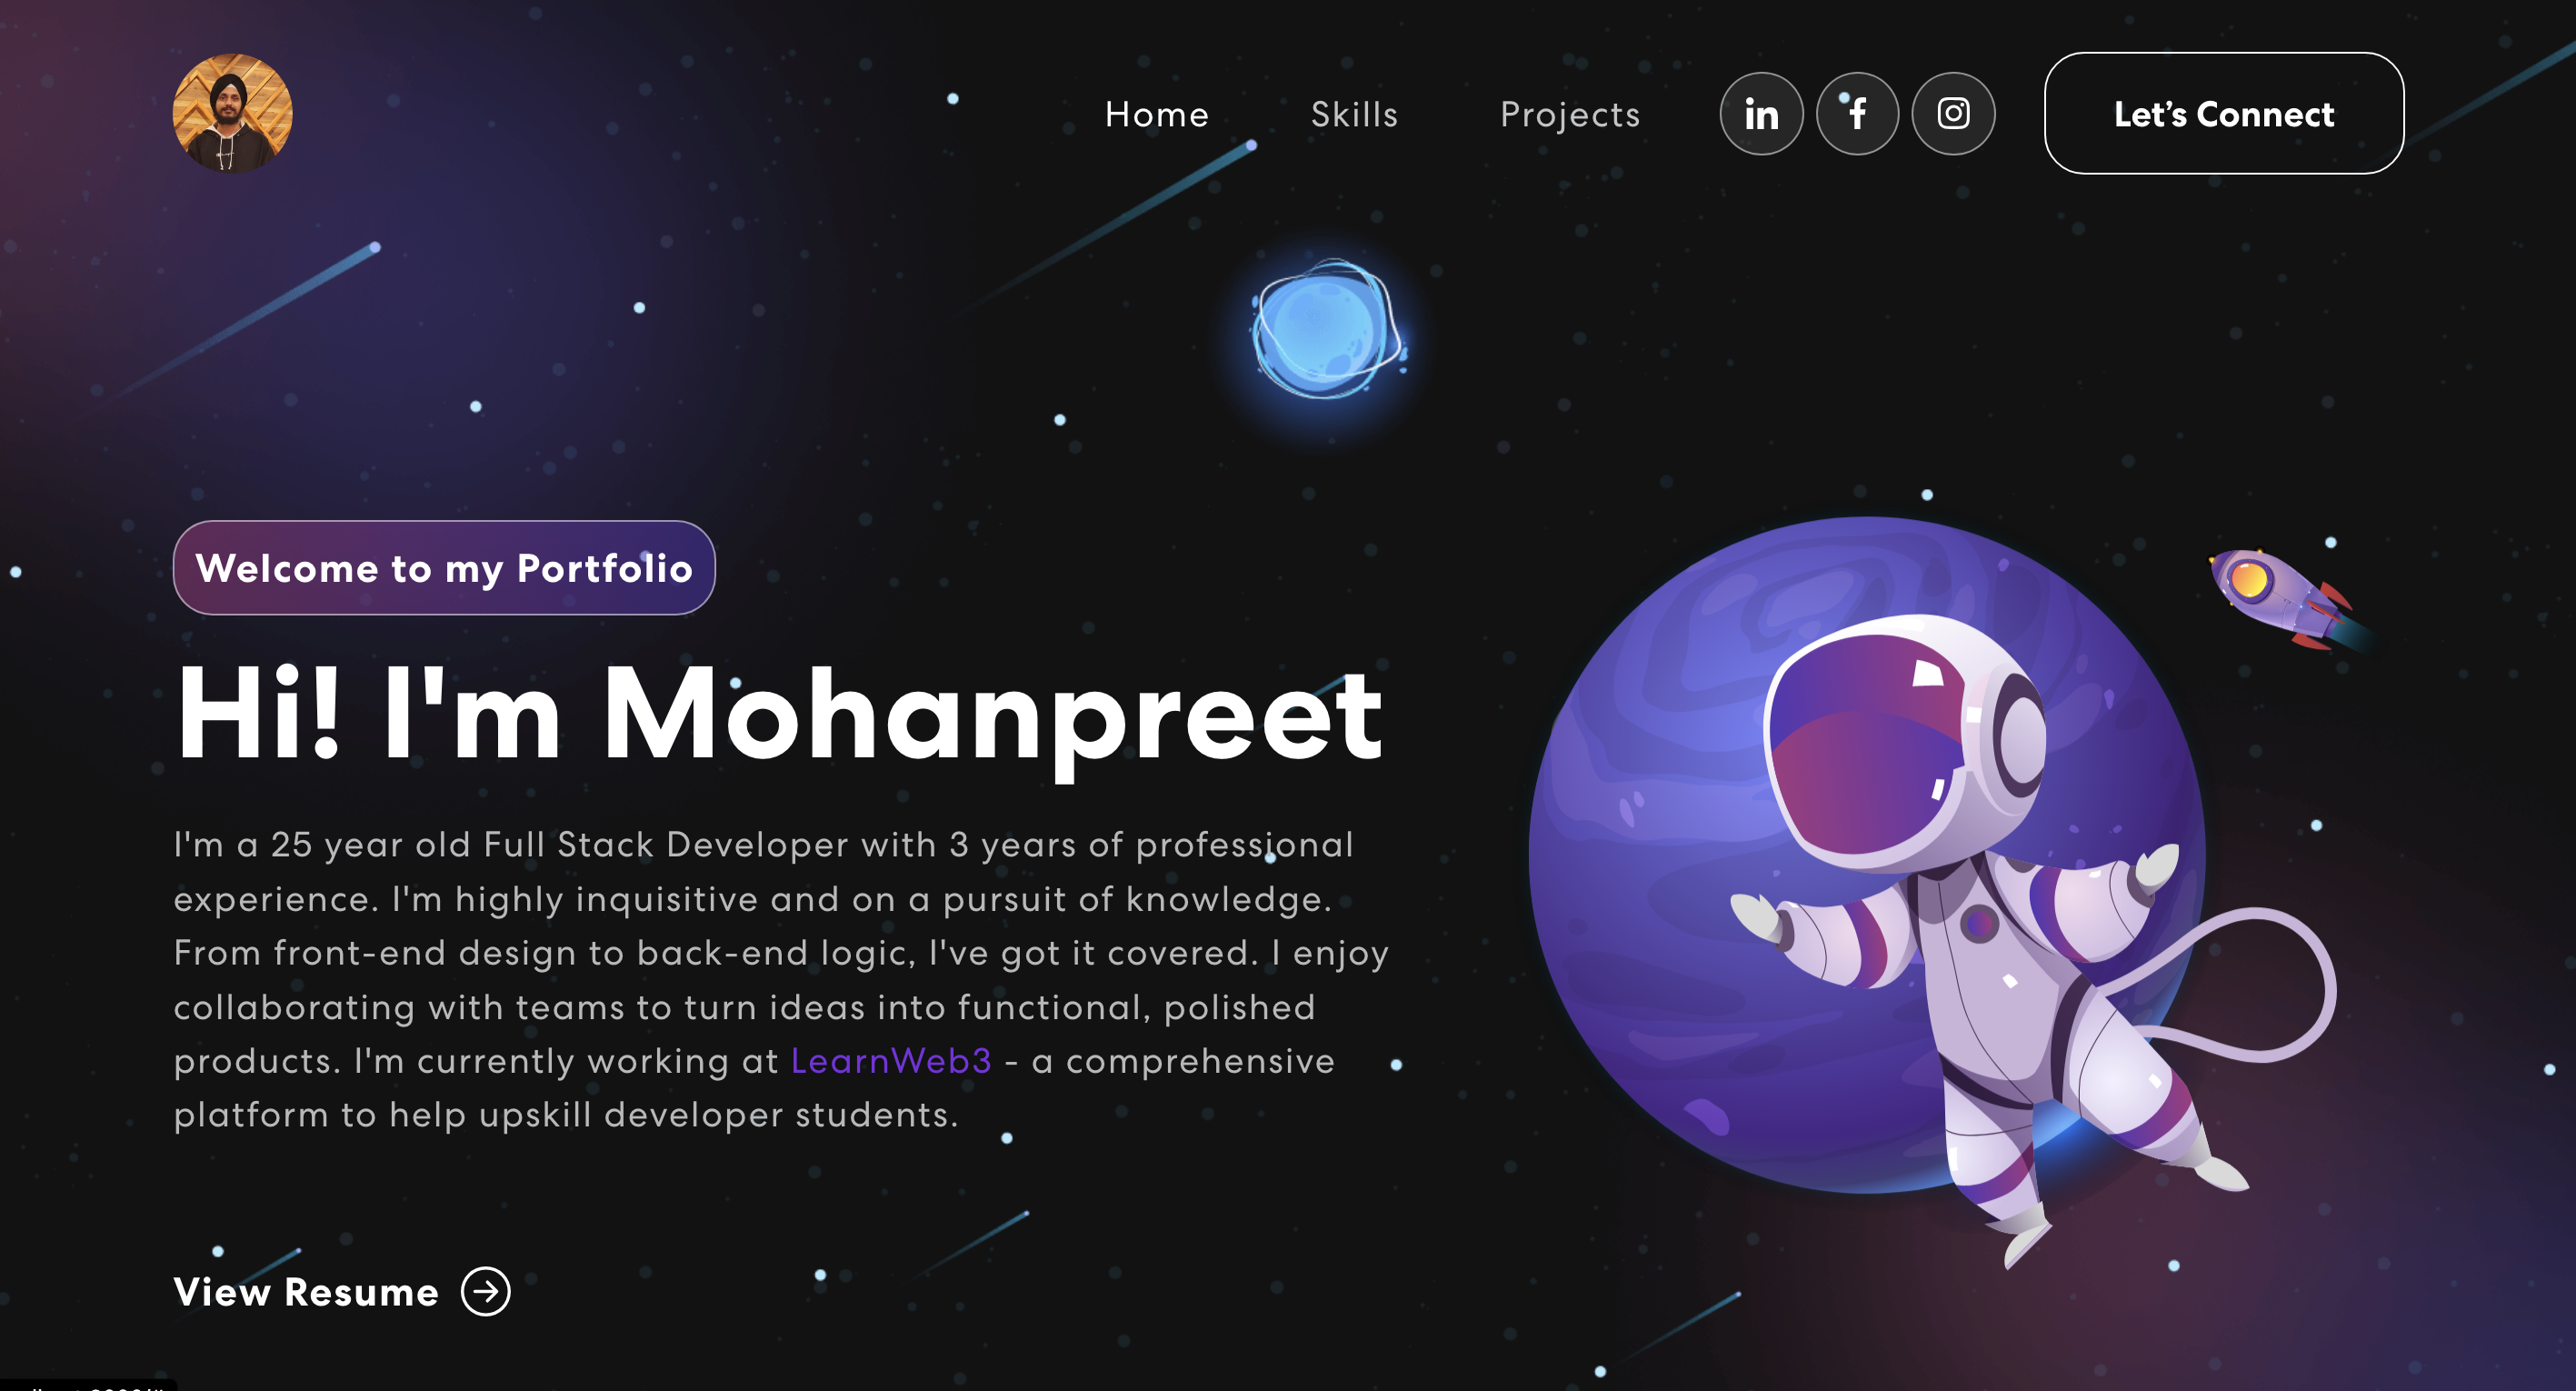 Home Skills Projects Let's Connect
Welcome to my Portfolio
Hi! I'm Mohanpreet
I'm a 25 year old Full Stack Developer with 3 years of professional
experience. I'm highly inquisitive and on a pursuit of knowledge.
From front-end design to back-end logic, I've got it covered. I enjoy
collaborating with teams to turn ideas into functional, polished
products. I'm currently working at LearnWeb3 - a comprehensive
platform to help upskill developer students.
View Resume